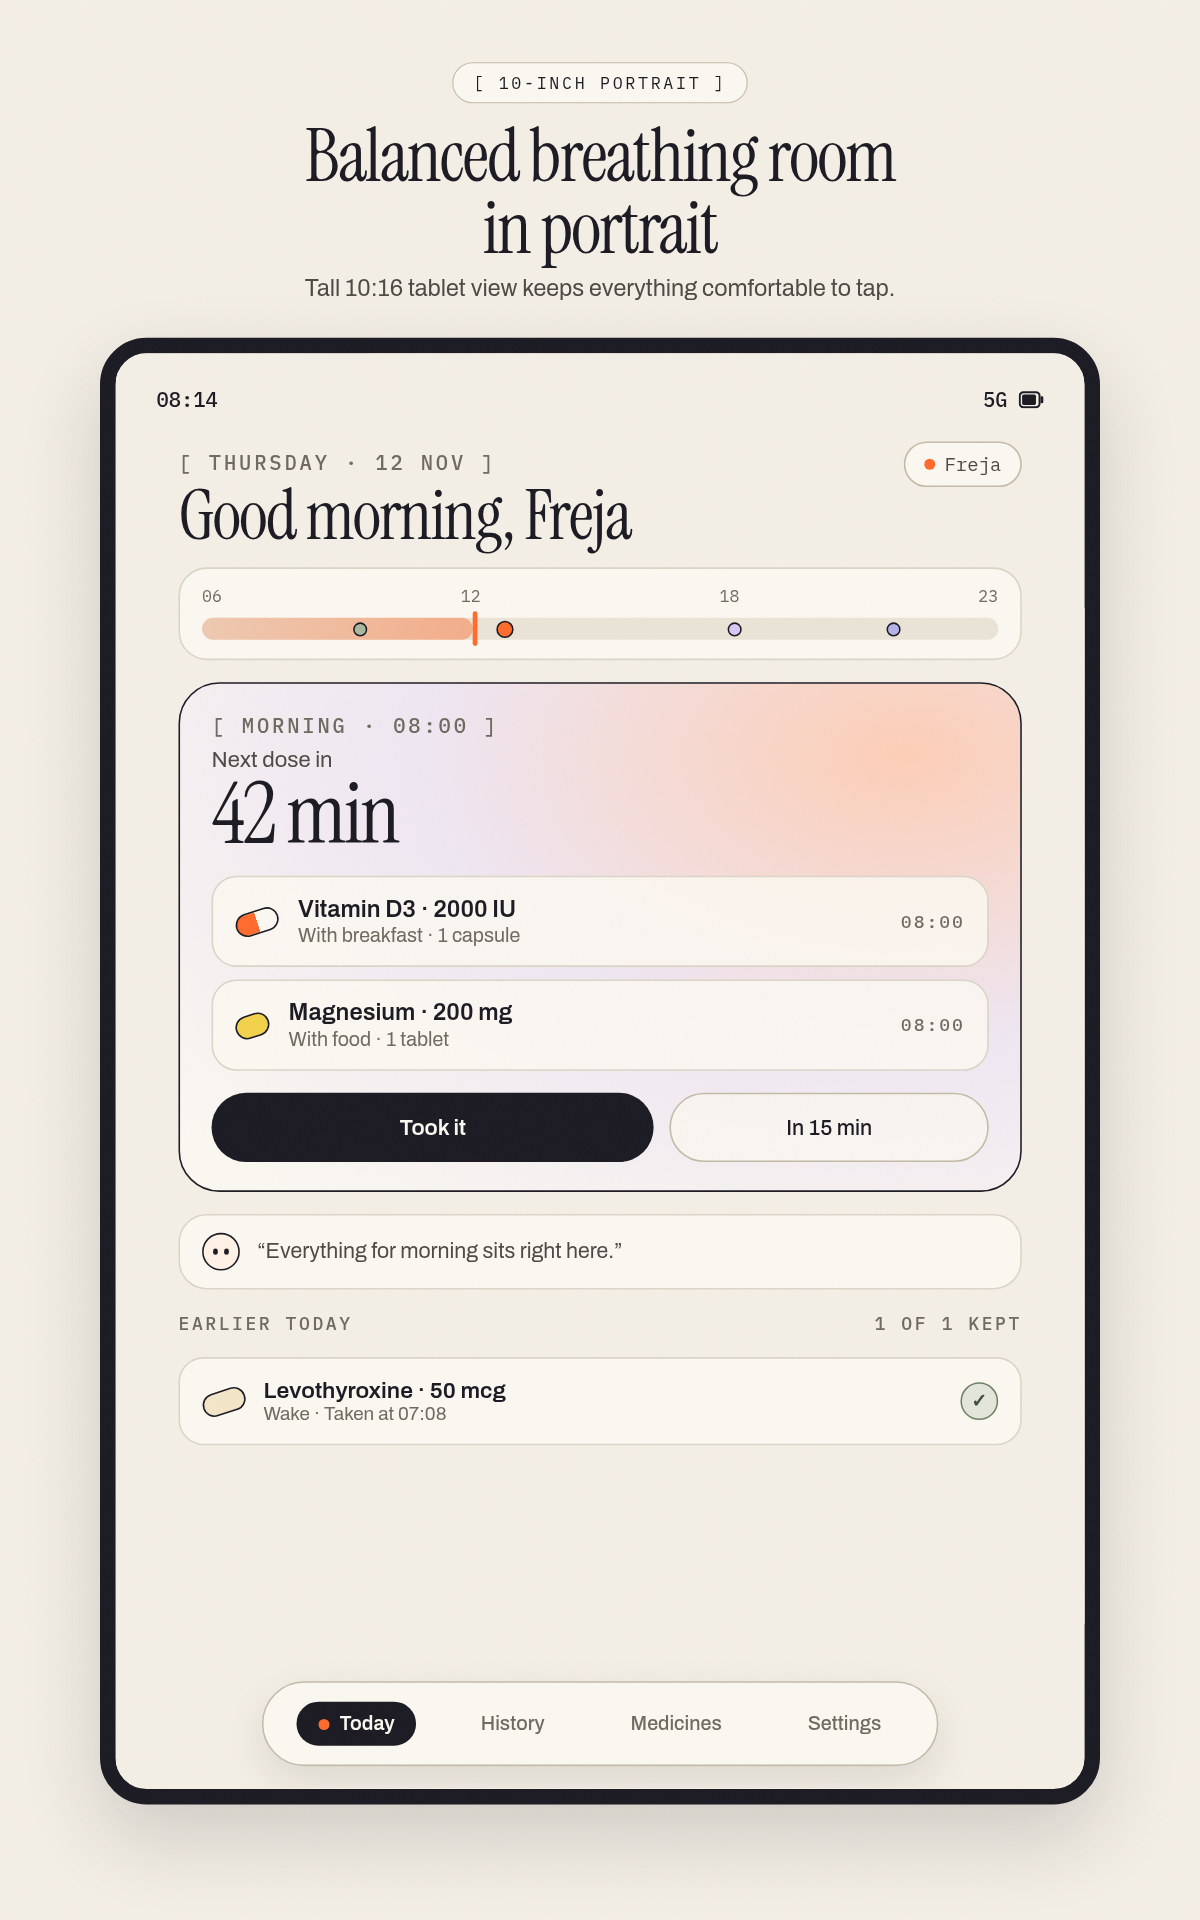 [ 10-INCH PORTRAIT ]
Balanced breathing room
in portrait
Tall 10:16 tablet view keeps everything comfortable to tap.
08:14
5G
[ THURSDAY · 12 NOV ]
Freja
Good morning, Freja
06 12 18 23
[ MORNING · 08:00 ]
Next dose in
42 min
Vitamin D3 · 2000 IU
With breakfast · 1 capsule
08:00
Magnesium · 200 mg
With food · 1 tablet
08:00
Took it
In 15 min
“Everything for morning sits right here.”
EARLIER TODAY
1 OF 1 KEPT
Levothyroxine · 50 mcg
Wake · Taken at 07:08
✓
Today
History
Medicines
Settings